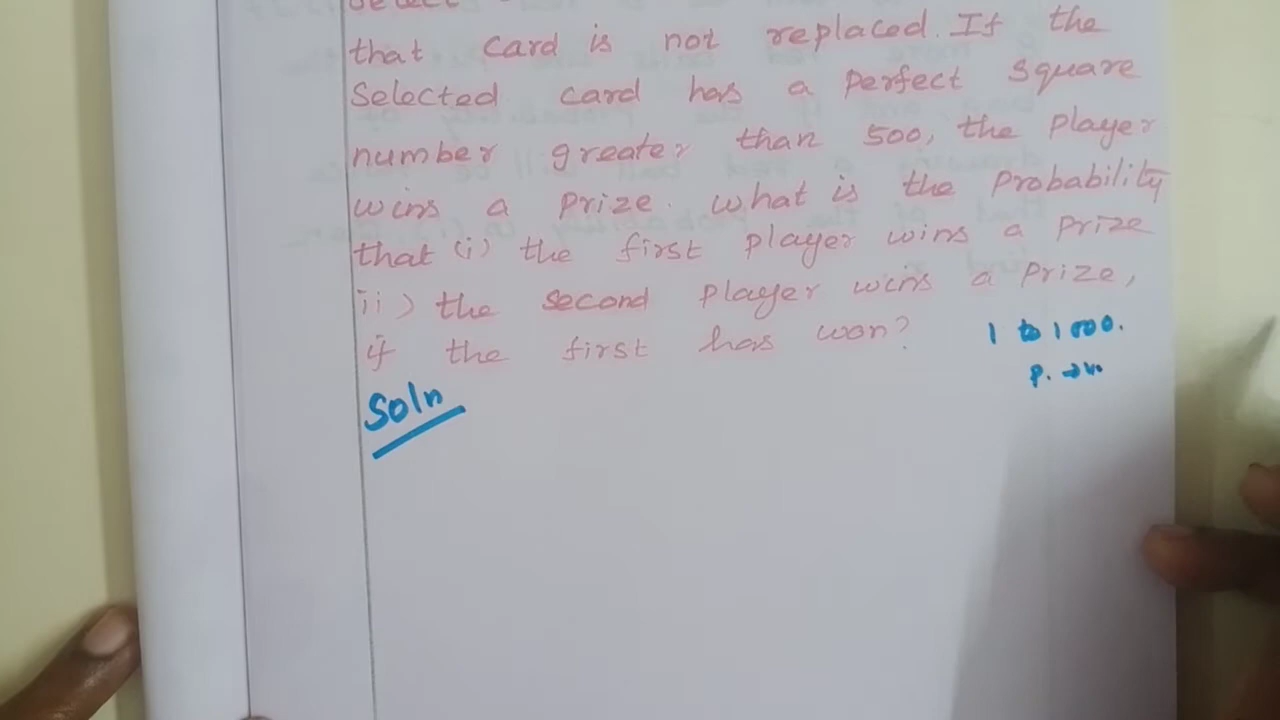 that card is not replaced. If the
Selected card has a perfect square
number greater than 500, the player
wins a prize. what is the probability
that (i) the first player wins a prize
ii) the second player wins a prize,
if the first has won?
1 to 1000.
Soln